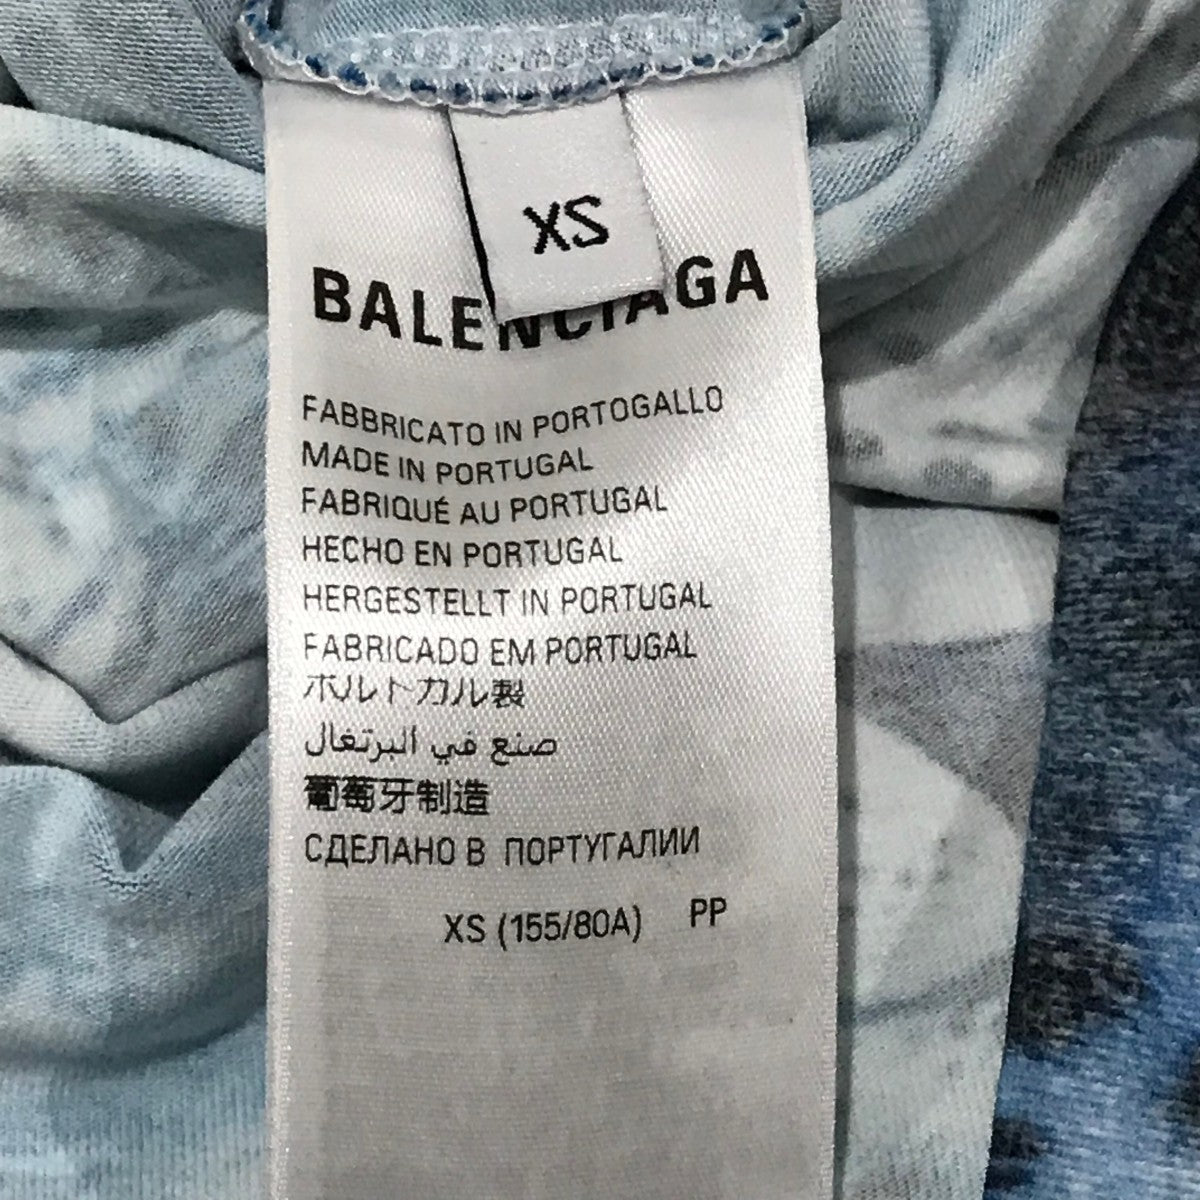 XS
BALENCIAGA
FABBRICATO IN PORTOGALLO
MADE IN PORTUGAL
FABRIQUÉ AU PORTUGAL
HECHO EN PORTUGAL
HERGESTELLT IN PORTUGAL
FABRICADO EM PORTUGAL
ポルトガル製
صنع في البرتغال
葡萄牙制造
СДЕЛАНО В ПОРТУГАЛИИ
XS (155/80A) PP